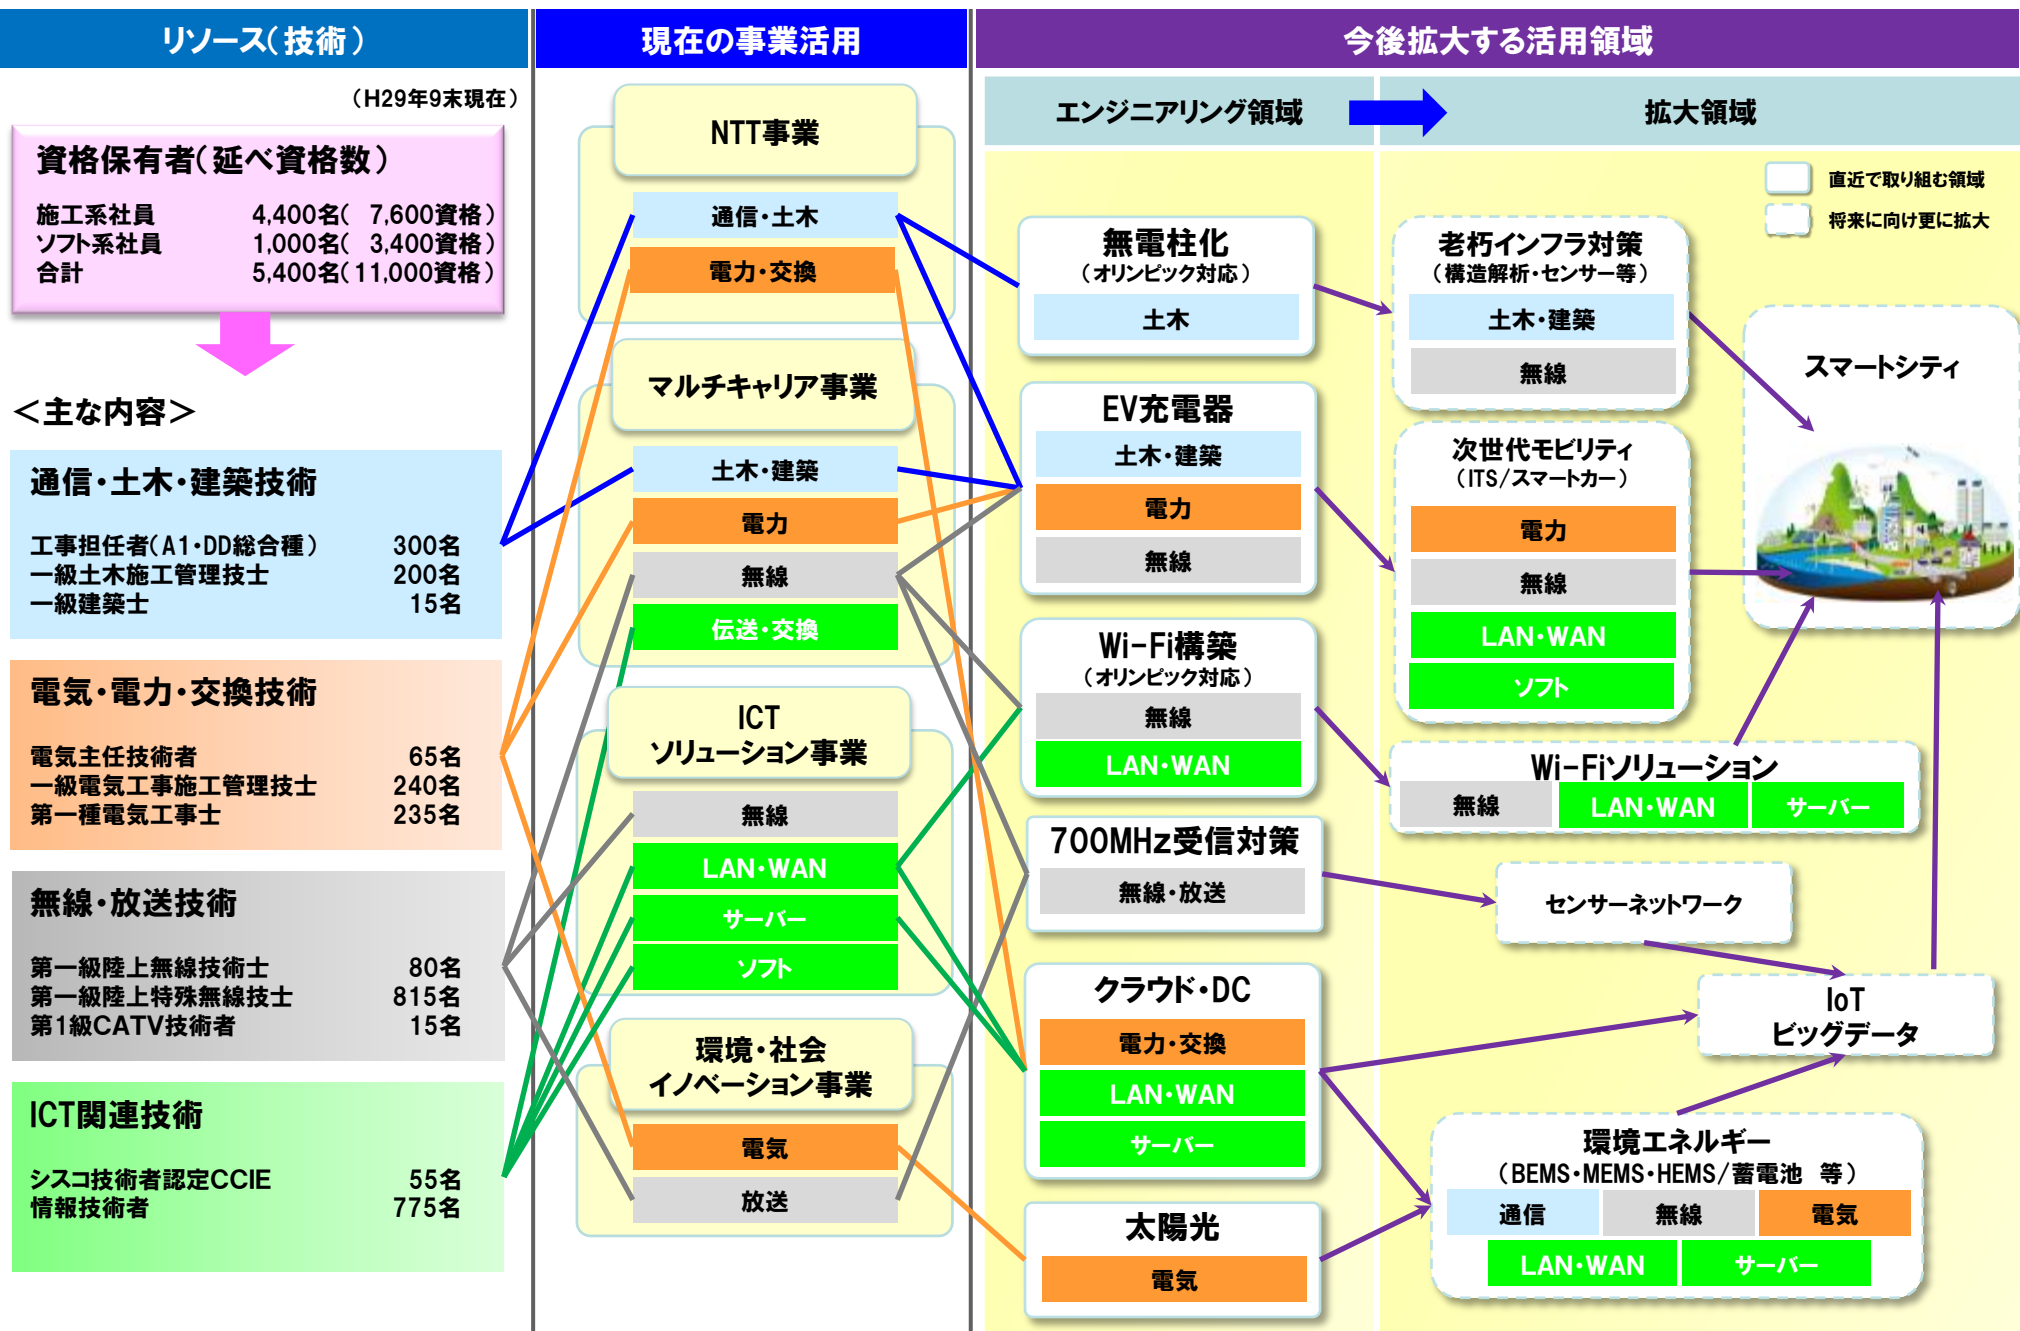 リソース(技術)
現在の事業活用
今後拡大する活用領域
(H29年9末現在)
資格保有者(延べ資格数)
施工系社員 4,400名( 7,600資格)
ソフト系社員 1,000名( 3,400資格)
合計 5,400名(11,000資格)
<主な内容>
通信・土木・建築技術
工事担任者(A1・DD総合種) 300名
一級土木施工管理技士 200名
一級建築士 15名
電気・電力・交換技術
電気主任技術者 65名
一級電気工事施工管理技士 240名
第一種電気工事士 235名
無線・放送技術
第一級陸上無線技術士 80名
第一級陸上特殊無線技士 815名
第1級CATV技術者 15名
ICT関連技術
シスコ技術者認定CCIE 55名
情報技術者 775名
NTT事業
通信・土木
電力・交換
マルチキャリア事業
土木・建築
電力
無線
伝送・交換
ICT
ソリューション事業
無線
LAN・WAN
サーバー
ソフト
環境・社会
イノベーション事業
電気
放送
エンジニアリング領域
拡大領域
直近で取り組む領域
将来に向け更に拡大
無電柱化
(オリンピック対応)
土木
EV充電器
土木・建築
電力
無線
Wi-Fi構築
(オリンピック対応)
無線
LAN・WAN
700MHz受信対策
無線・放送
クラウド・DC
電力・交換
LAN・WAN
サーバー
太陽光
電気
老朽インフラ対策
(構造解析・センサー等)
土木・建築
無線
次世代モビリティ
(ITS/スマートカー)
電力
無線
LAN・WAN
ソフト
Wi-Fiソリューション
無線 LAN・WAN サーバー
センサーネットワーク
IoT
ビッグデータ
環境エネルギー
(BEMS・MEMS・HEMS/蓄電池 等)
通信 無線 電気
LAN・WAN サーバー
スマートシティ